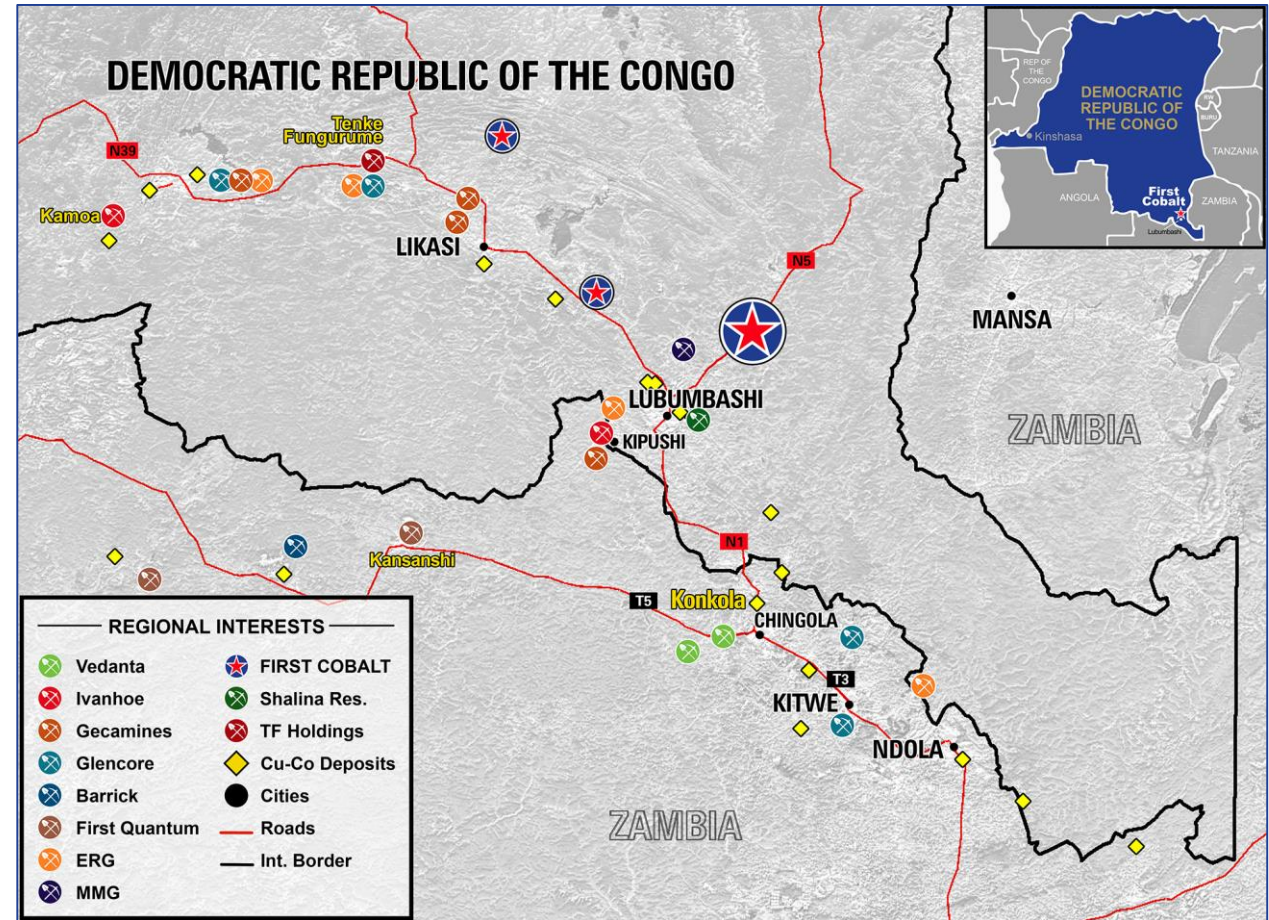 DEMOCRATIC REPUBLIC OF THE CONGO
REP OF
THE
CONGO
DEMOCRATIC
REPUBLIC OF
THE CONGO
Kinshasa
BURU
TANZANIA
ANGOLA
First
Cobalt
ZAMBIA
Lubumbashi
Tenke
Fungurume
N39
Kamoa
LIKASI
N5
MANSA
LUBUMBASHI
KIPUSHI
ZAMBIA
N1
Kansanshi
T5
Konkola
CHINGOLA
T3
KITWE
NDOLA
ZAMBIA
REGIONAL INTERESTS
Vedanta
Ivanhoe
Gecamines
Glencore
Barrick
First Quantum
ERG
MMG
FIRST COBALT
Shalina Res.
TF Holdings
Cu-Co Deposits
Cities
Roads
Int. Border